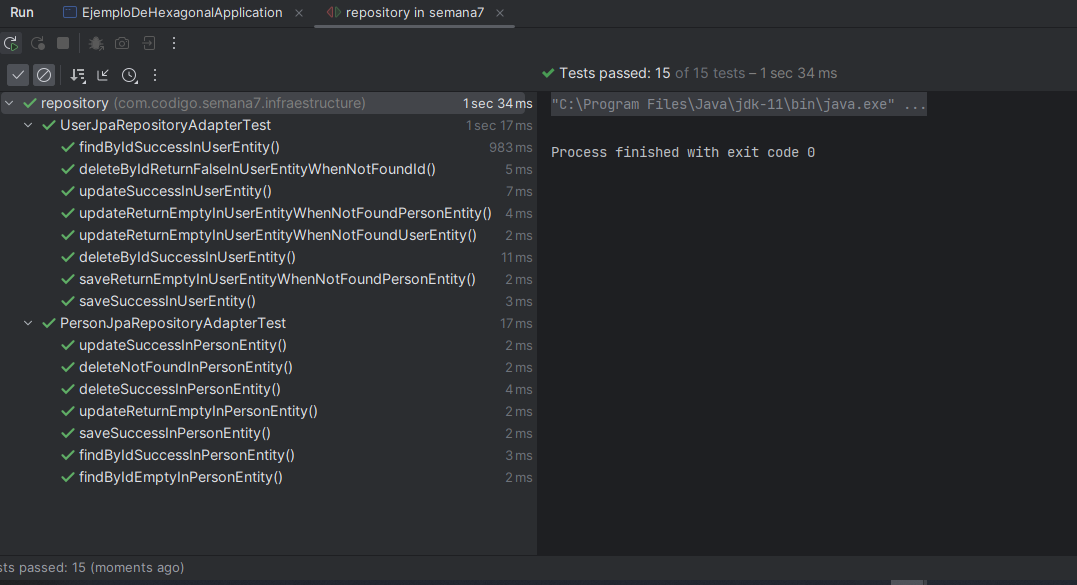 Run EjemploDeHexagonalApplication × repository in semana7 ×
Tests passed: 15 of 15 tests – 1 sec 34 ms
repository (com.codigo.semana7.infraestructure) 1 sec 34 ms
UserJpaRepositoryAdapterTest 1 sec 17 ms
findByIdSuccessInUserEntity() 983 ms
deleteByIdReturnFalseInUserEntityWhenNotFoundId() 5 ms
updateSuccessInUserEntity() 7 ms
updateReturnEmptyInUserEntityWhenNotFoundPersonEntity() 4 ms
updateReturnEmptyInUserEntityWhenNotFoundUserEntity() 2 ms
deleteByIdSuccessInUserEntity() 11 ms
saveReturnEmptyInUserEntityWhenNotFoundPersonEntity() 2 ms
saveSuccessInUserEntity() 3 ms
PersonJpaRepositoryAdapterTest 17 ms
updateSuccessInPersonEntity() 2 ms
deleteNotFoundInPersonEntity() 2 ms
deleteSuccessInPersonEntity() 4 ms
updateReturnEmptyInPersonEntity() 2 ms
saveSuccessInPersonEntity() 2 ms
findByIdSuccessInPersonEntity() 3 ms
findByIdEmptyInPersonEntity() 2 ms
"C:\Program Files\Java\jdk-11\bin\java.exe" ...
Process finished with exit code 0
sts passed: 15 (moments ago)